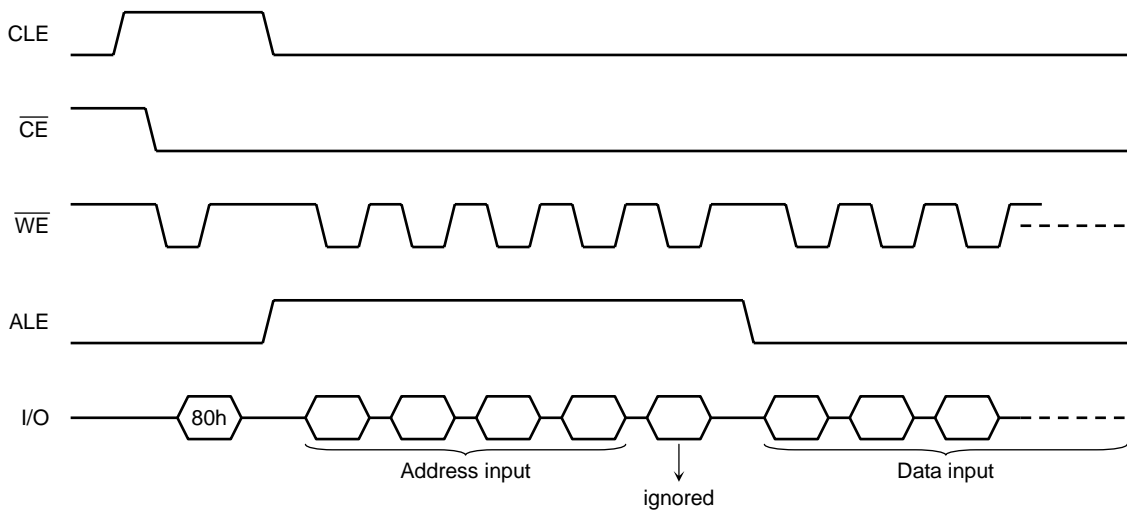 CLE
CE
WE
ALE
I/O
80h
Address input
Data input
ignored